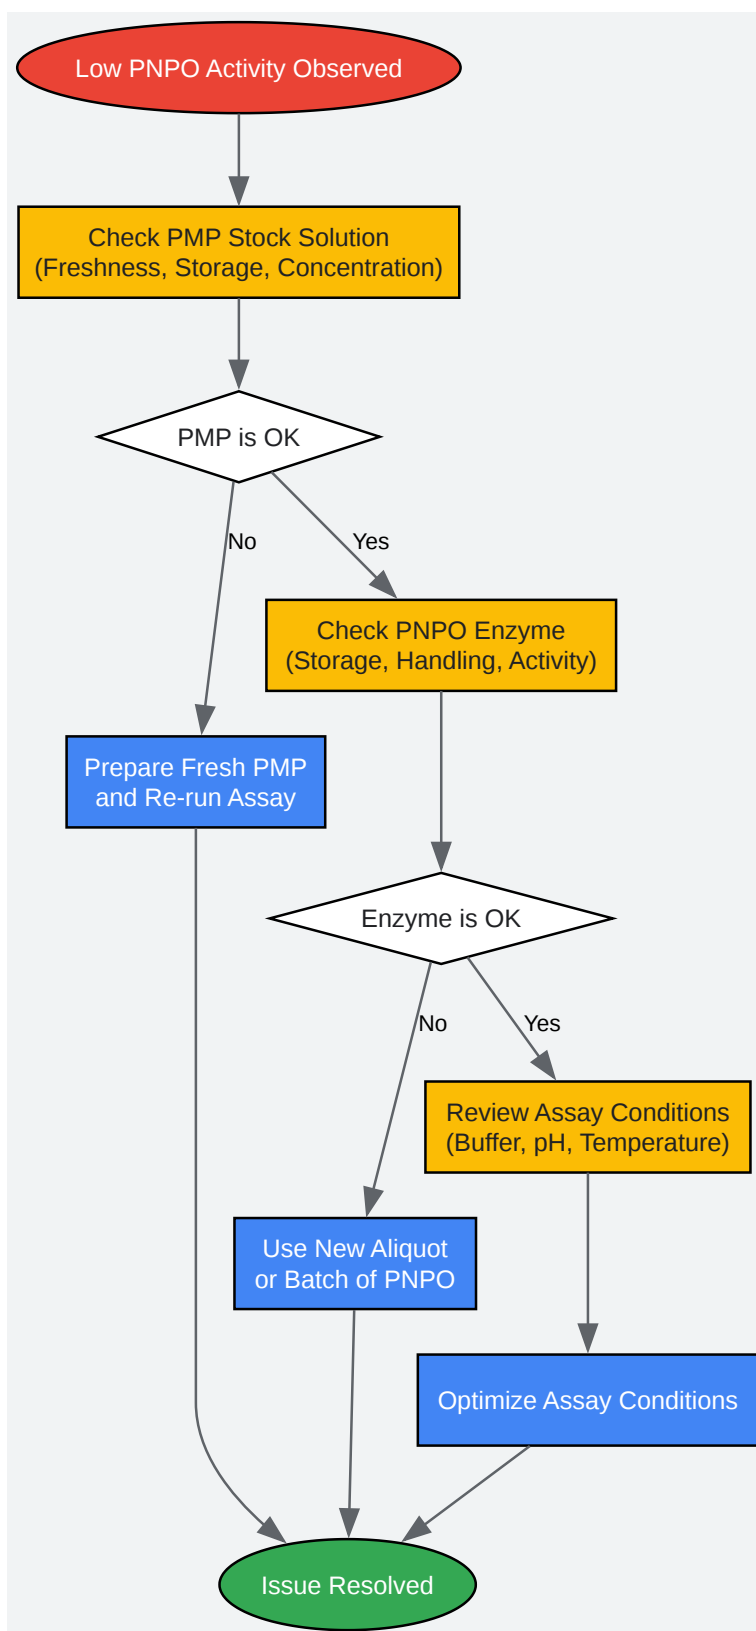 Low PNPO Activity Observed
Check PMP Stock Solution
(Freshness, Storage, Concentration)
PMP is OK
No
Yes
Check PNPO Enzyme
(Storage, Handling, Activity)
Prepare Fresh PMP
and Re-run Assay
Enzyme is OK
No
Yes
Review Assay Conditions
(Buffer, pH, Temperature)
Use New Aliquot
or Batch of PNPO
Optimize Assay Conditions
Issue Resolved